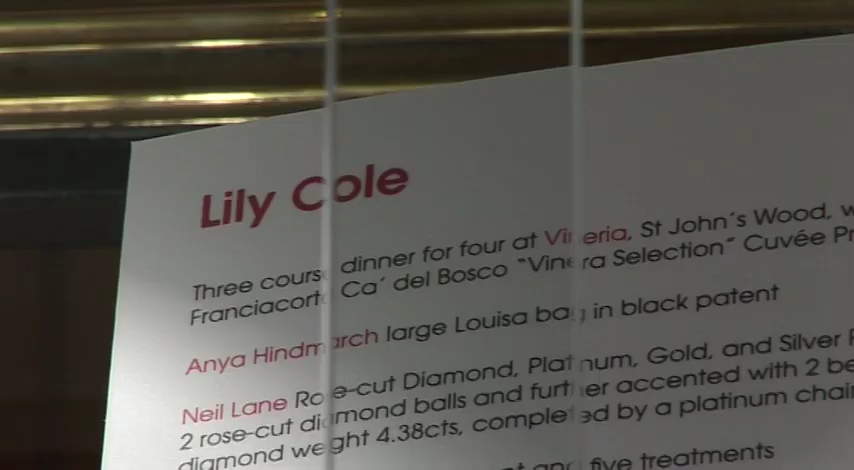 Lily Cole
Three course dinner for four at Vineria, St John's Wood,
Franciacorta Ca' del Bosco "Vinera Selection" Cuvée
Anya Hindmarch large Louisa bag in black patent
Neil Lane Rose-cut Diamond, Platinum, Gold, and Silver
2 rose-cut diamond balls and further accented with 2
diamond weight 4.38cts, completed by a platinum chain
and five treatments